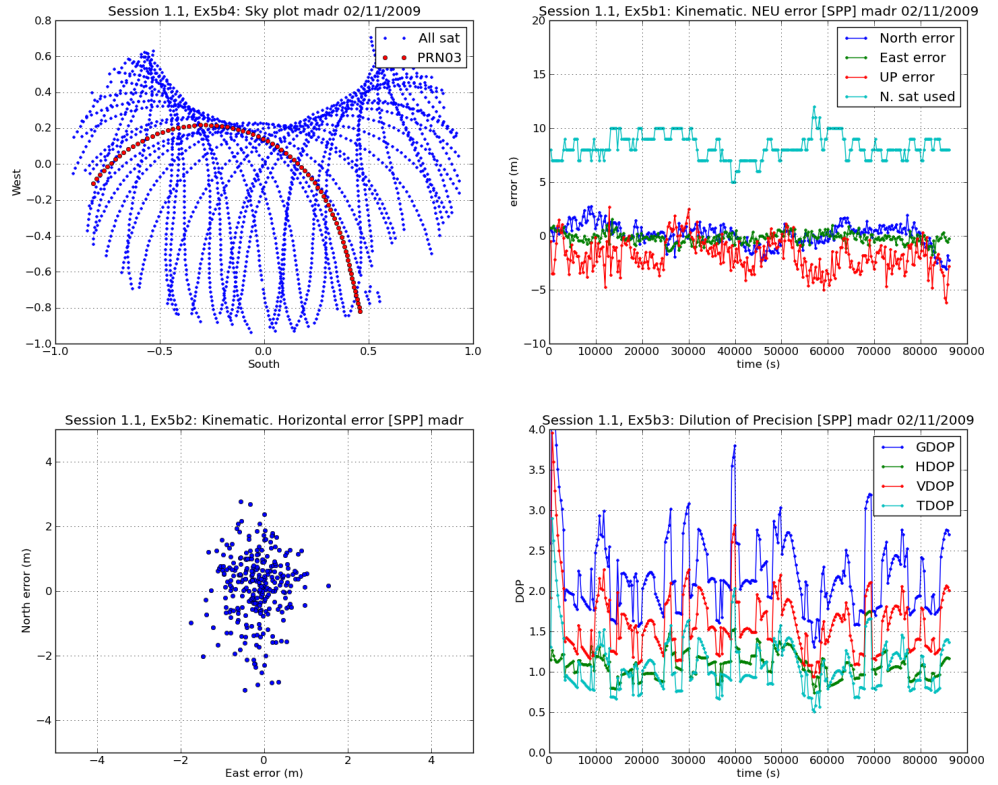 Session 1.1, Ex5b4: Sky plot madr 02/11/2009
0.8
0.6
0.4
0.2
0.0
−0.2
−0.4
−0.6
−0.8
−1.0
West
All sat
PRN03
−1.0 −0.5 0.0 0.5 1.0
South
Session 1.1, Ex5b1: Kinematic. NEU error [SPP] madr 02/11/2009
20
15
10
5
0
−5
−10
error (m)
North error
East error
UP error
N. sat used
0 10000 20000 30000 40000 50000 60000 70000 80000 90000
time (s)
Session 1.1, Ex5b2: Kinematic. Horizontal error [SPP] madr
4
2
0
−2
−4
North error (m)
−4 −2 0 2 4
East error (m)
Session 1.1, Ex5b3: Dilution of Precision [SPP] madr 02/11/2009
4.0
3.5
3.0
2.5
2.0
1.5
1.0
0.5
0.0
DOP
GDOP
HDOP
VDOP
TDOP
0 10000 20000 30000 40000 50000 60000 70000 80000 90000
time (s)